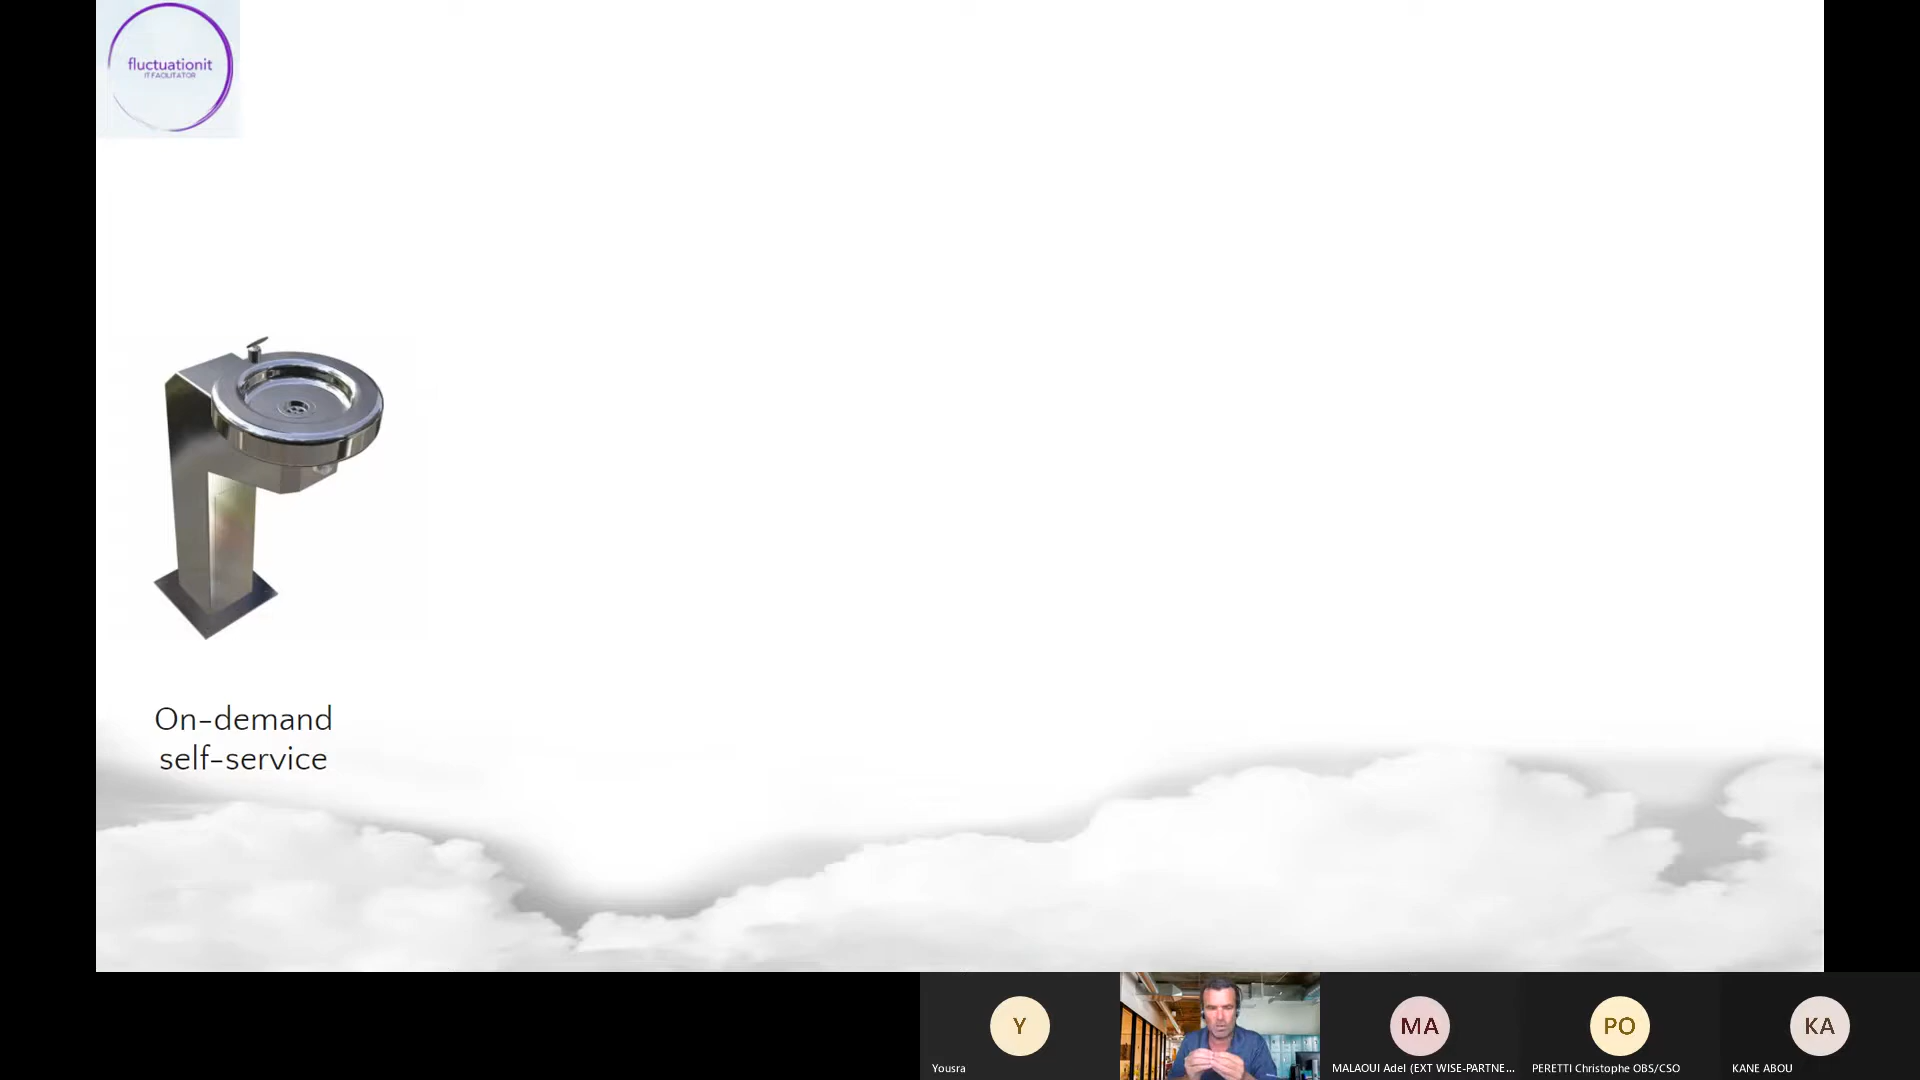 fluctuationit
IT FACILITATOR
On-demand
self-service
Y
Yousra
MA
MALAOUI Adel (EXT WISE-PARTNE...
PO
PERETTI Christophe OBS/CSO
KA
KANE ABOU